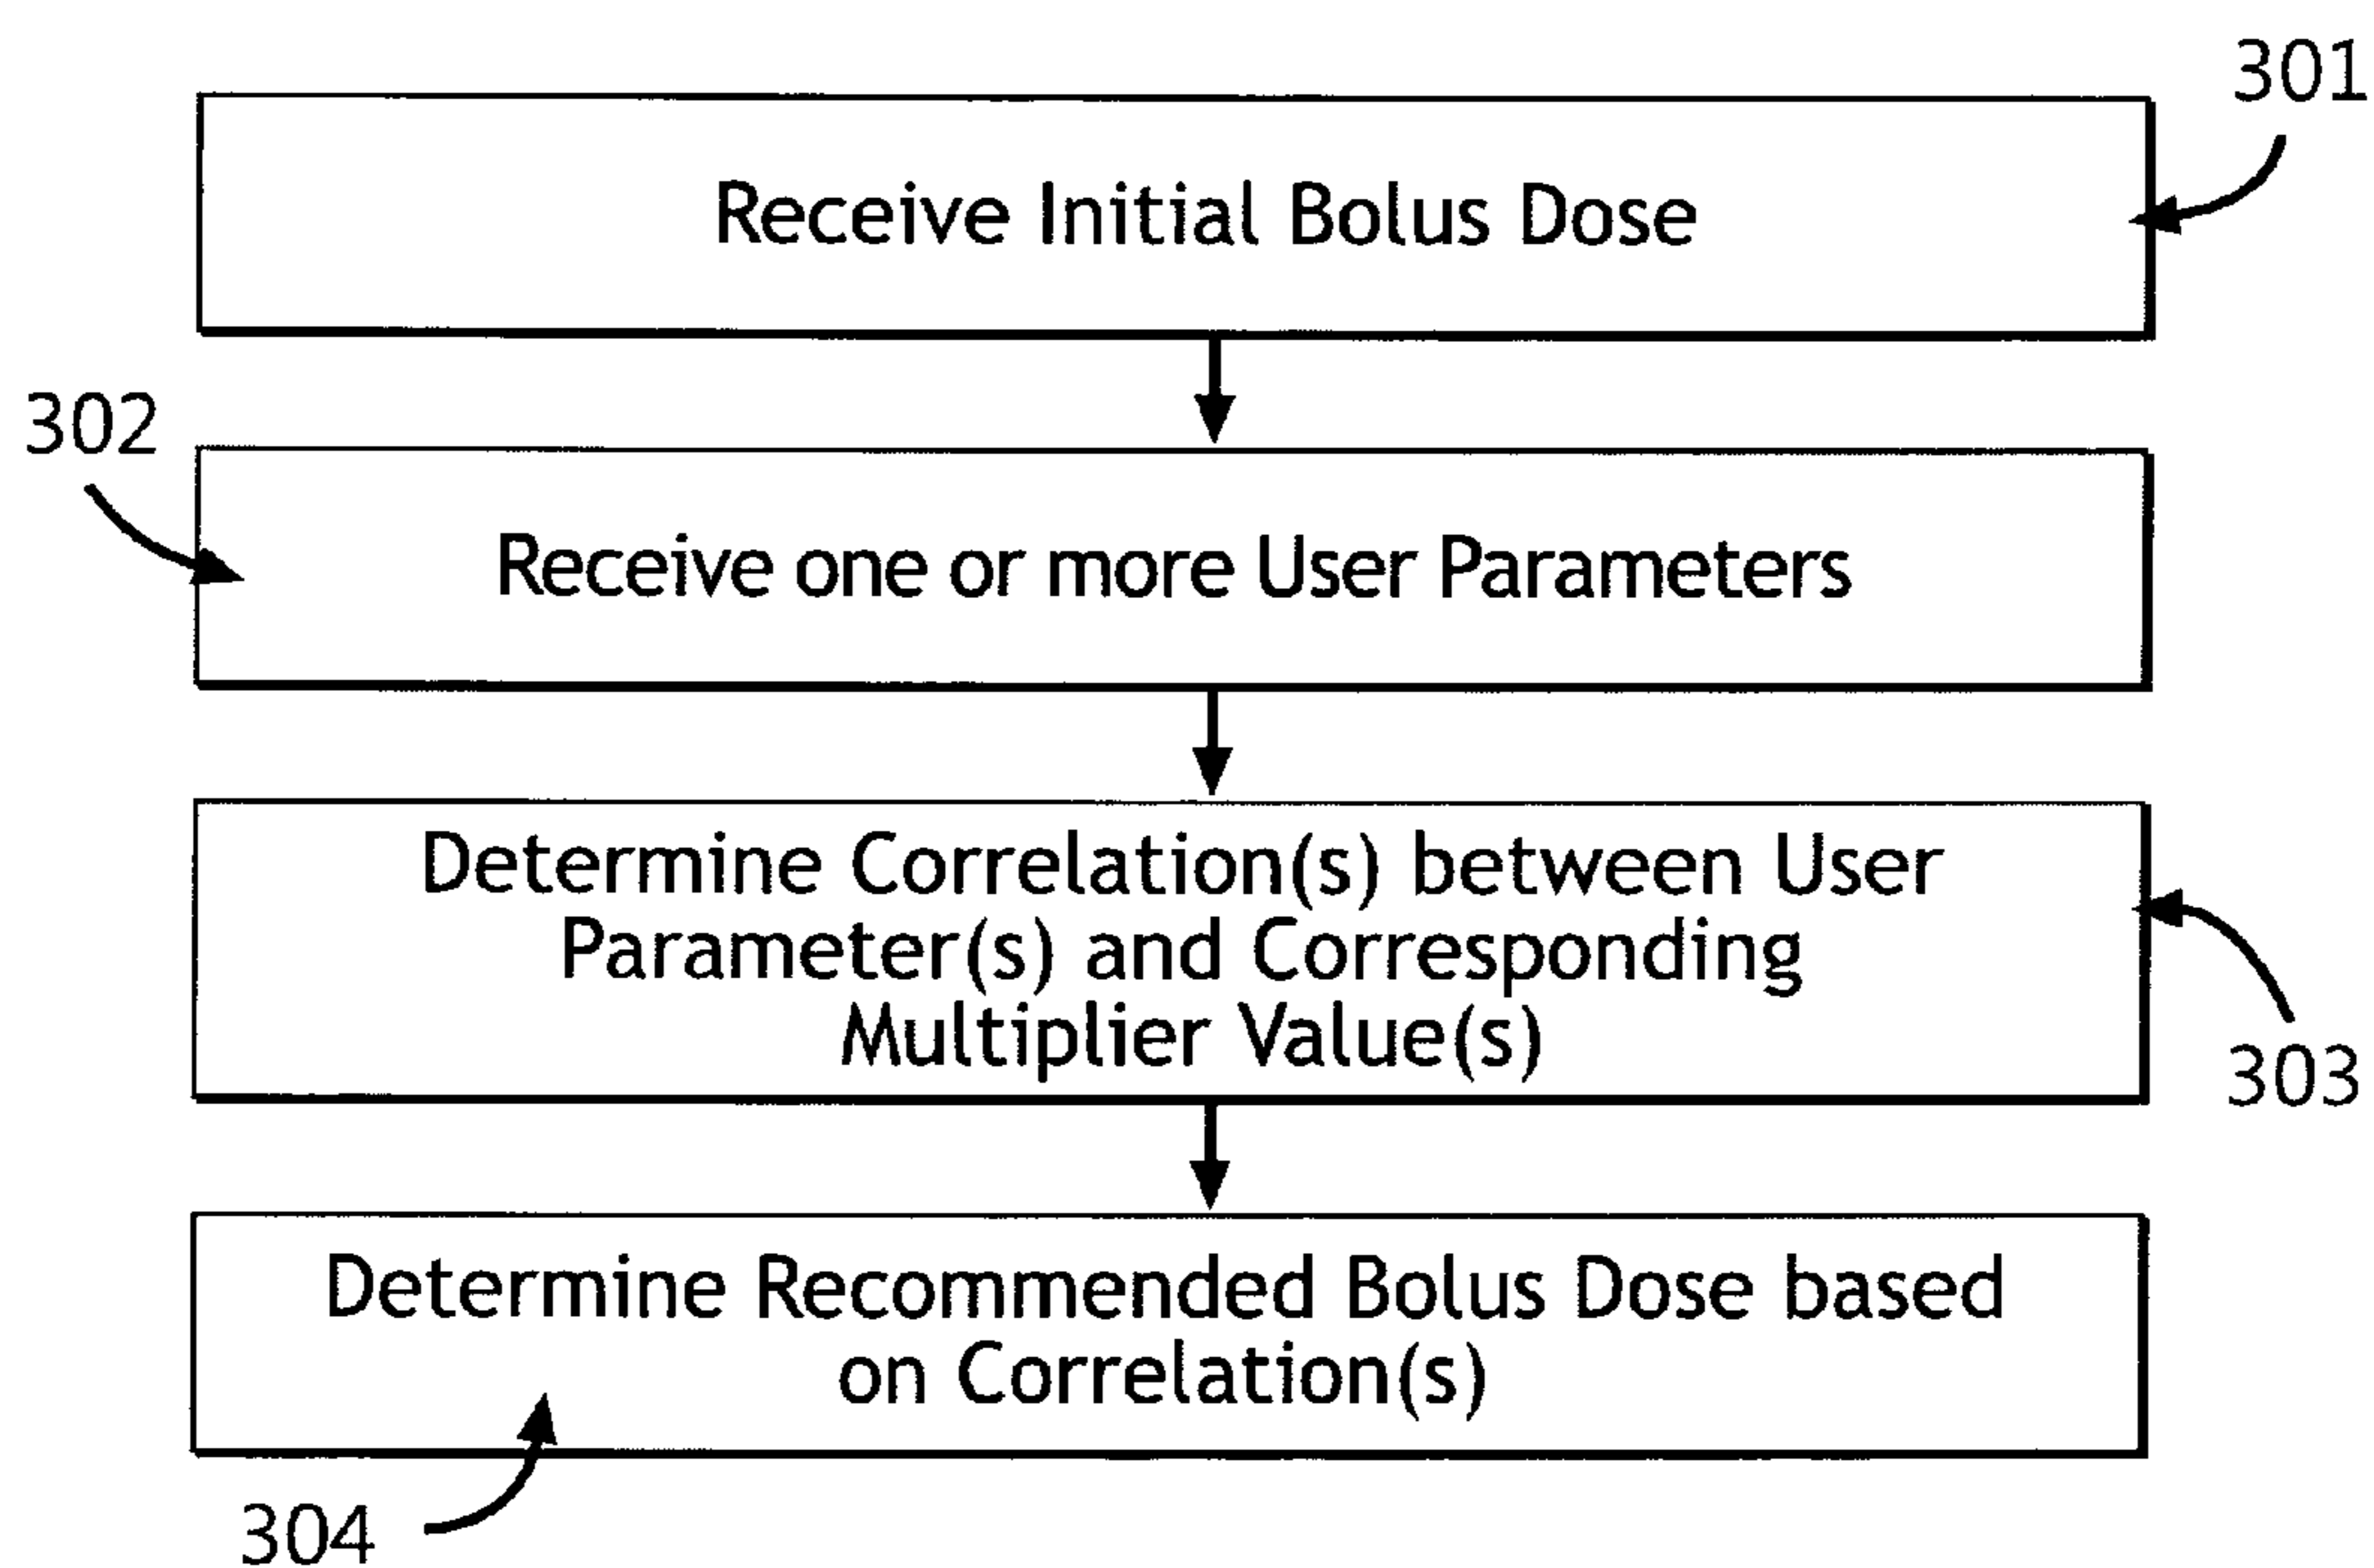 301
Receive Initial Bolus Dose
302
Receive one or more User Parameters
Determine Correlation(s) between User
Parameter(s) and Corresponding
Multiplier Value(s)
303
Determine Recommended Bolus Dose based
on Correlation(s)
304